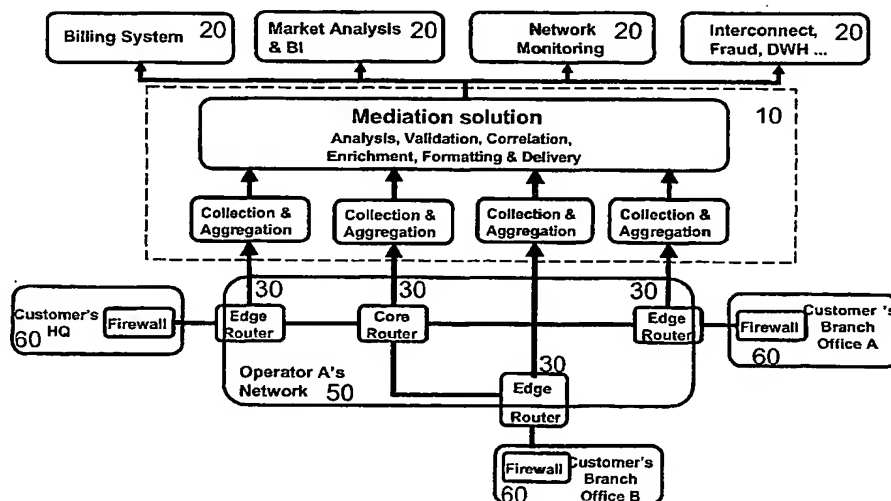 Billing System 20
Market Analysis
& BI 20
Network
Monitoring 20
Interconnect,
Fraud, DWH ... 20
10
Mediation solution
Analysis, Validation, Correlation,
Enrichment, Formatting & Delivery
Collection &
Aggregation
Collection &
Aggregation
Collection &
Aggregation
Collection &
Aggregation
30
30
30
Customer's
HQ
60
Firewall
Edge
Router
Core
Router
Edge
Router
Firewall
Customer 's
Branch
Office A
60
Operator A's
Network 50
30
Edge
Router
Firewall
Customer's
Branch
Office B
60